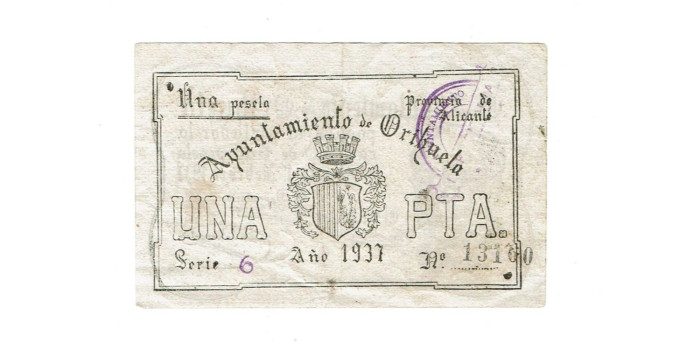 Una peseta
Provincia de Alicante
Ayuntamiento de Orihuela
UNA PTA.
Serie 6
Año 1937
Nº 13160